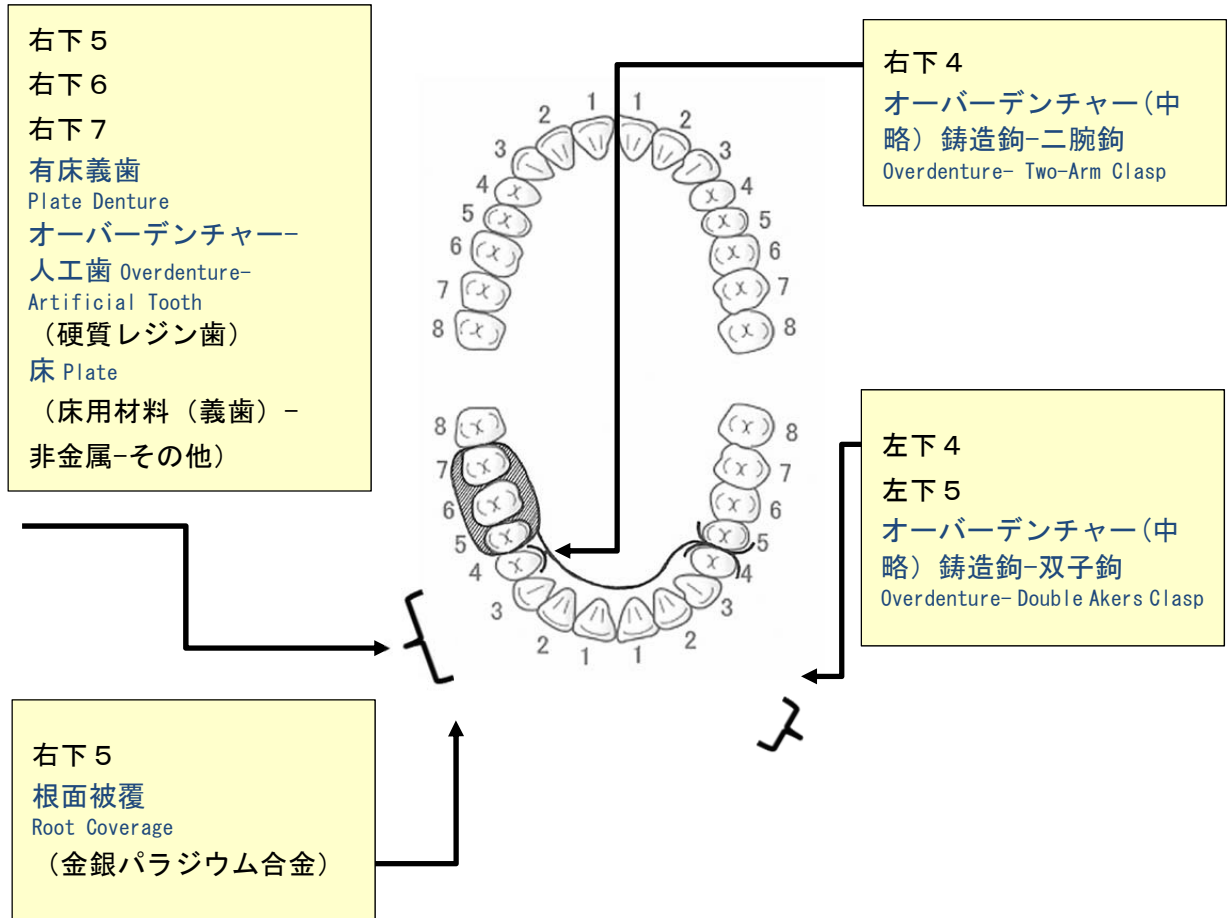 右下５
右下６
右下７
有床義歯
Plate Denture
オーバーデンチャー-
人工歯 Overdenture-
Artificial Tooth
（硬質レジン歯）
床 Plate
（床用材料（義歯）-
非金属-その他）
右下４
オーバーデンチャー(中
略) 鋳造鉤-二腕鉤
Overdenture- Two-Arm Clasp
1 1
2 2
3 3
4 4
5 5
6 6
7 7
8 8
8 8
7 7
6 6
5 5
4 4
3 3
2 2
1 1
左下４
左下５
オーバーデンチャー(中
略) 鋳造鉤-双子鉤
Overdenture- Double Akers Clasp
右下５
根面被覆
Root Coverage
（金銀パラジウム合金）